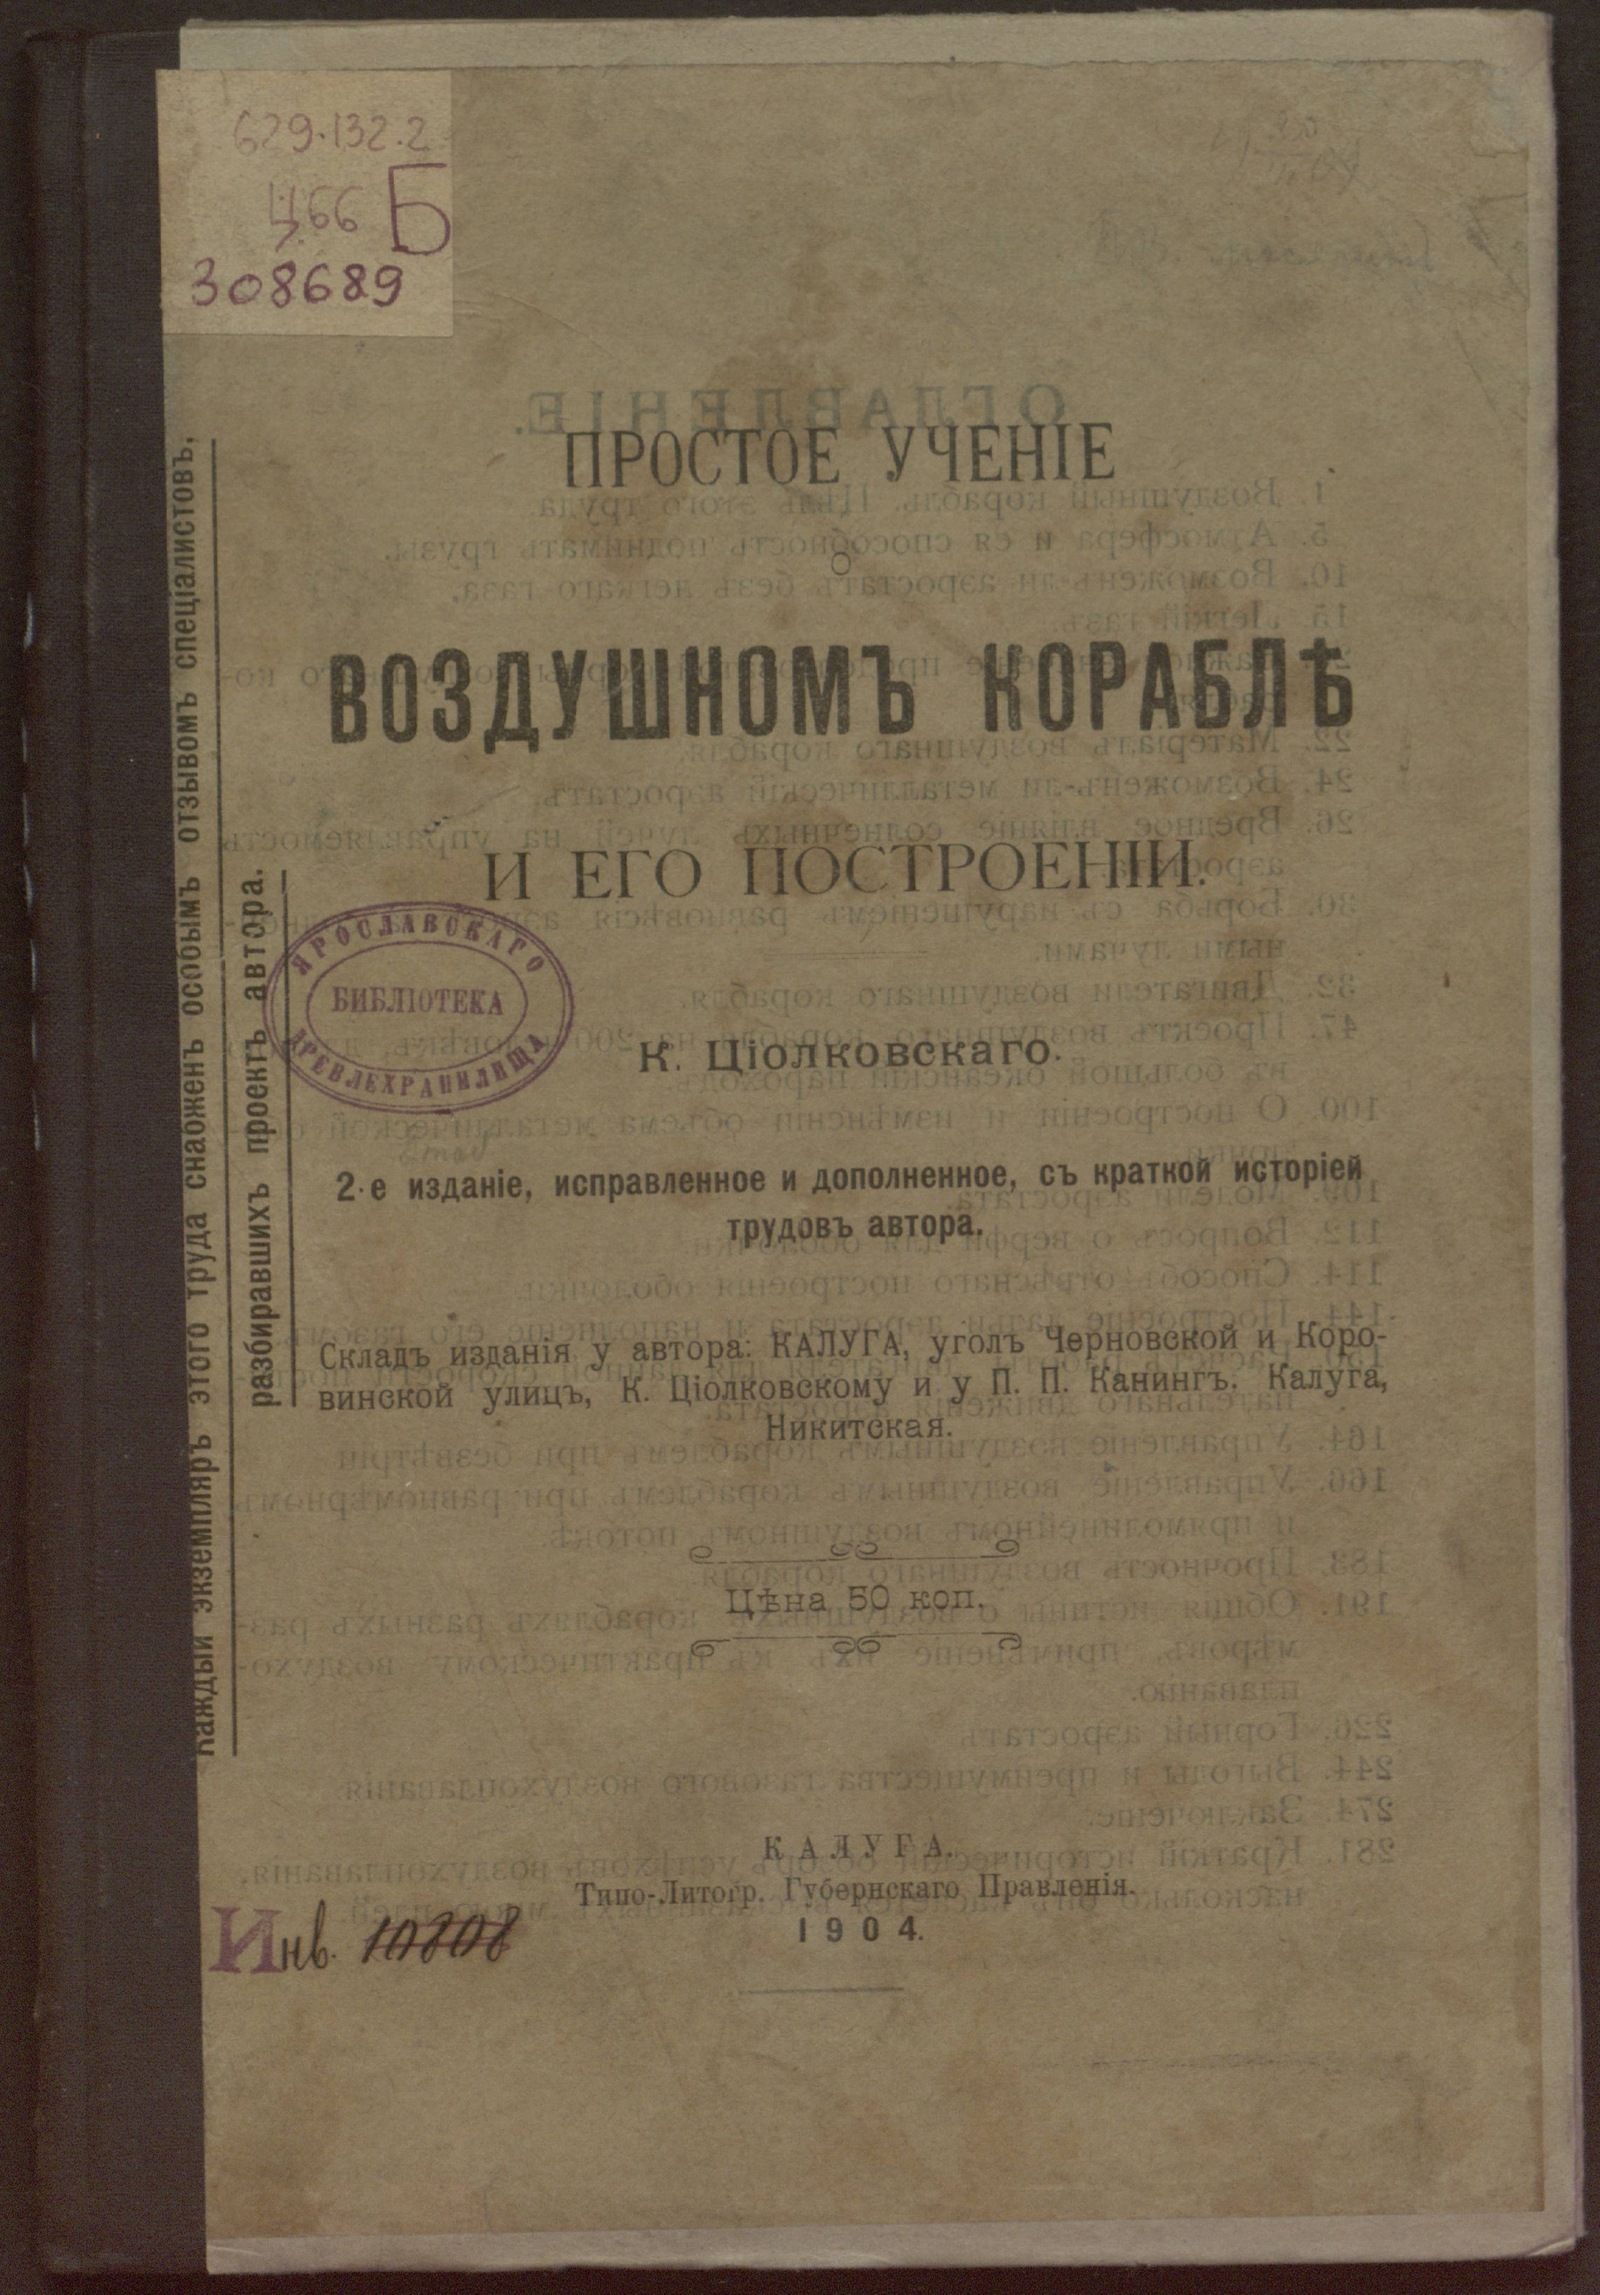 629.132.2
Ц66 Б
308689
ПРОСТОЕ УЧЕНІЕ
О
ВОЗДУШНОМЪ КОРАБЛѢ
И ЕГО ПОСТРОЕНІИ.
К. Ціолковскаго.
2-е изданіе, исправленное и дополненное, съ краткой исторіей
трудовъ автора.
Складъ изданія у автора: КАЛУГА, уголъ Черновской и Коро-
винской улицъ, К. Ціолковскому и у П. П. Канингъ. Калуга,
Никитская.
Цѣна 50 коп.
КАЛУГА.
Типо-Литогр. Губернскаго Правленія.
1904.
Каждый экземпляръ этого труда снабженъ особымъ отзывомъ спеціалистовъ,
разбиравшихъ проектъ автора.
ЯРОСЛАВСКАГО
БИБЛІОТЕКА
ДРЕВЛЕХРАНИЛИЩА
Инв. 10808